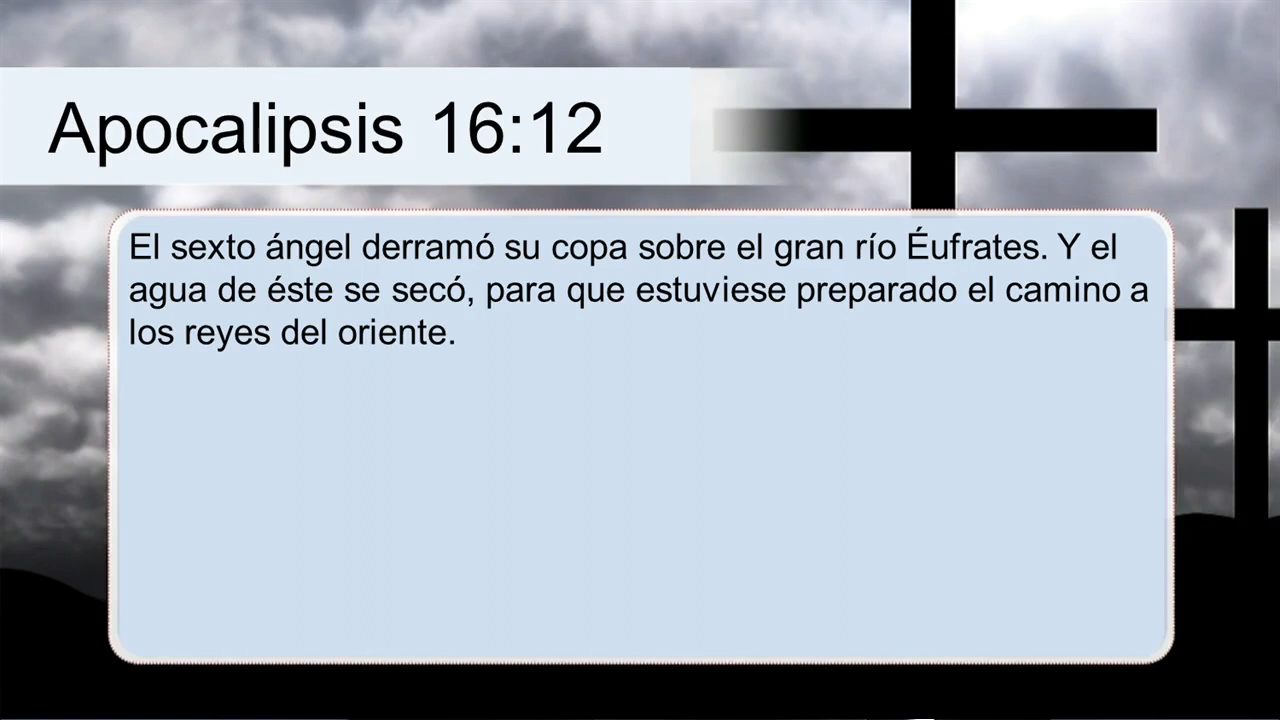 Apocalipsis 16:12
El sexto ángel derramó su copa sobre el gran río Éufrates. Y el
agua de éste se secó, para que estuviese preparado el camino a
los reyes del oriente.